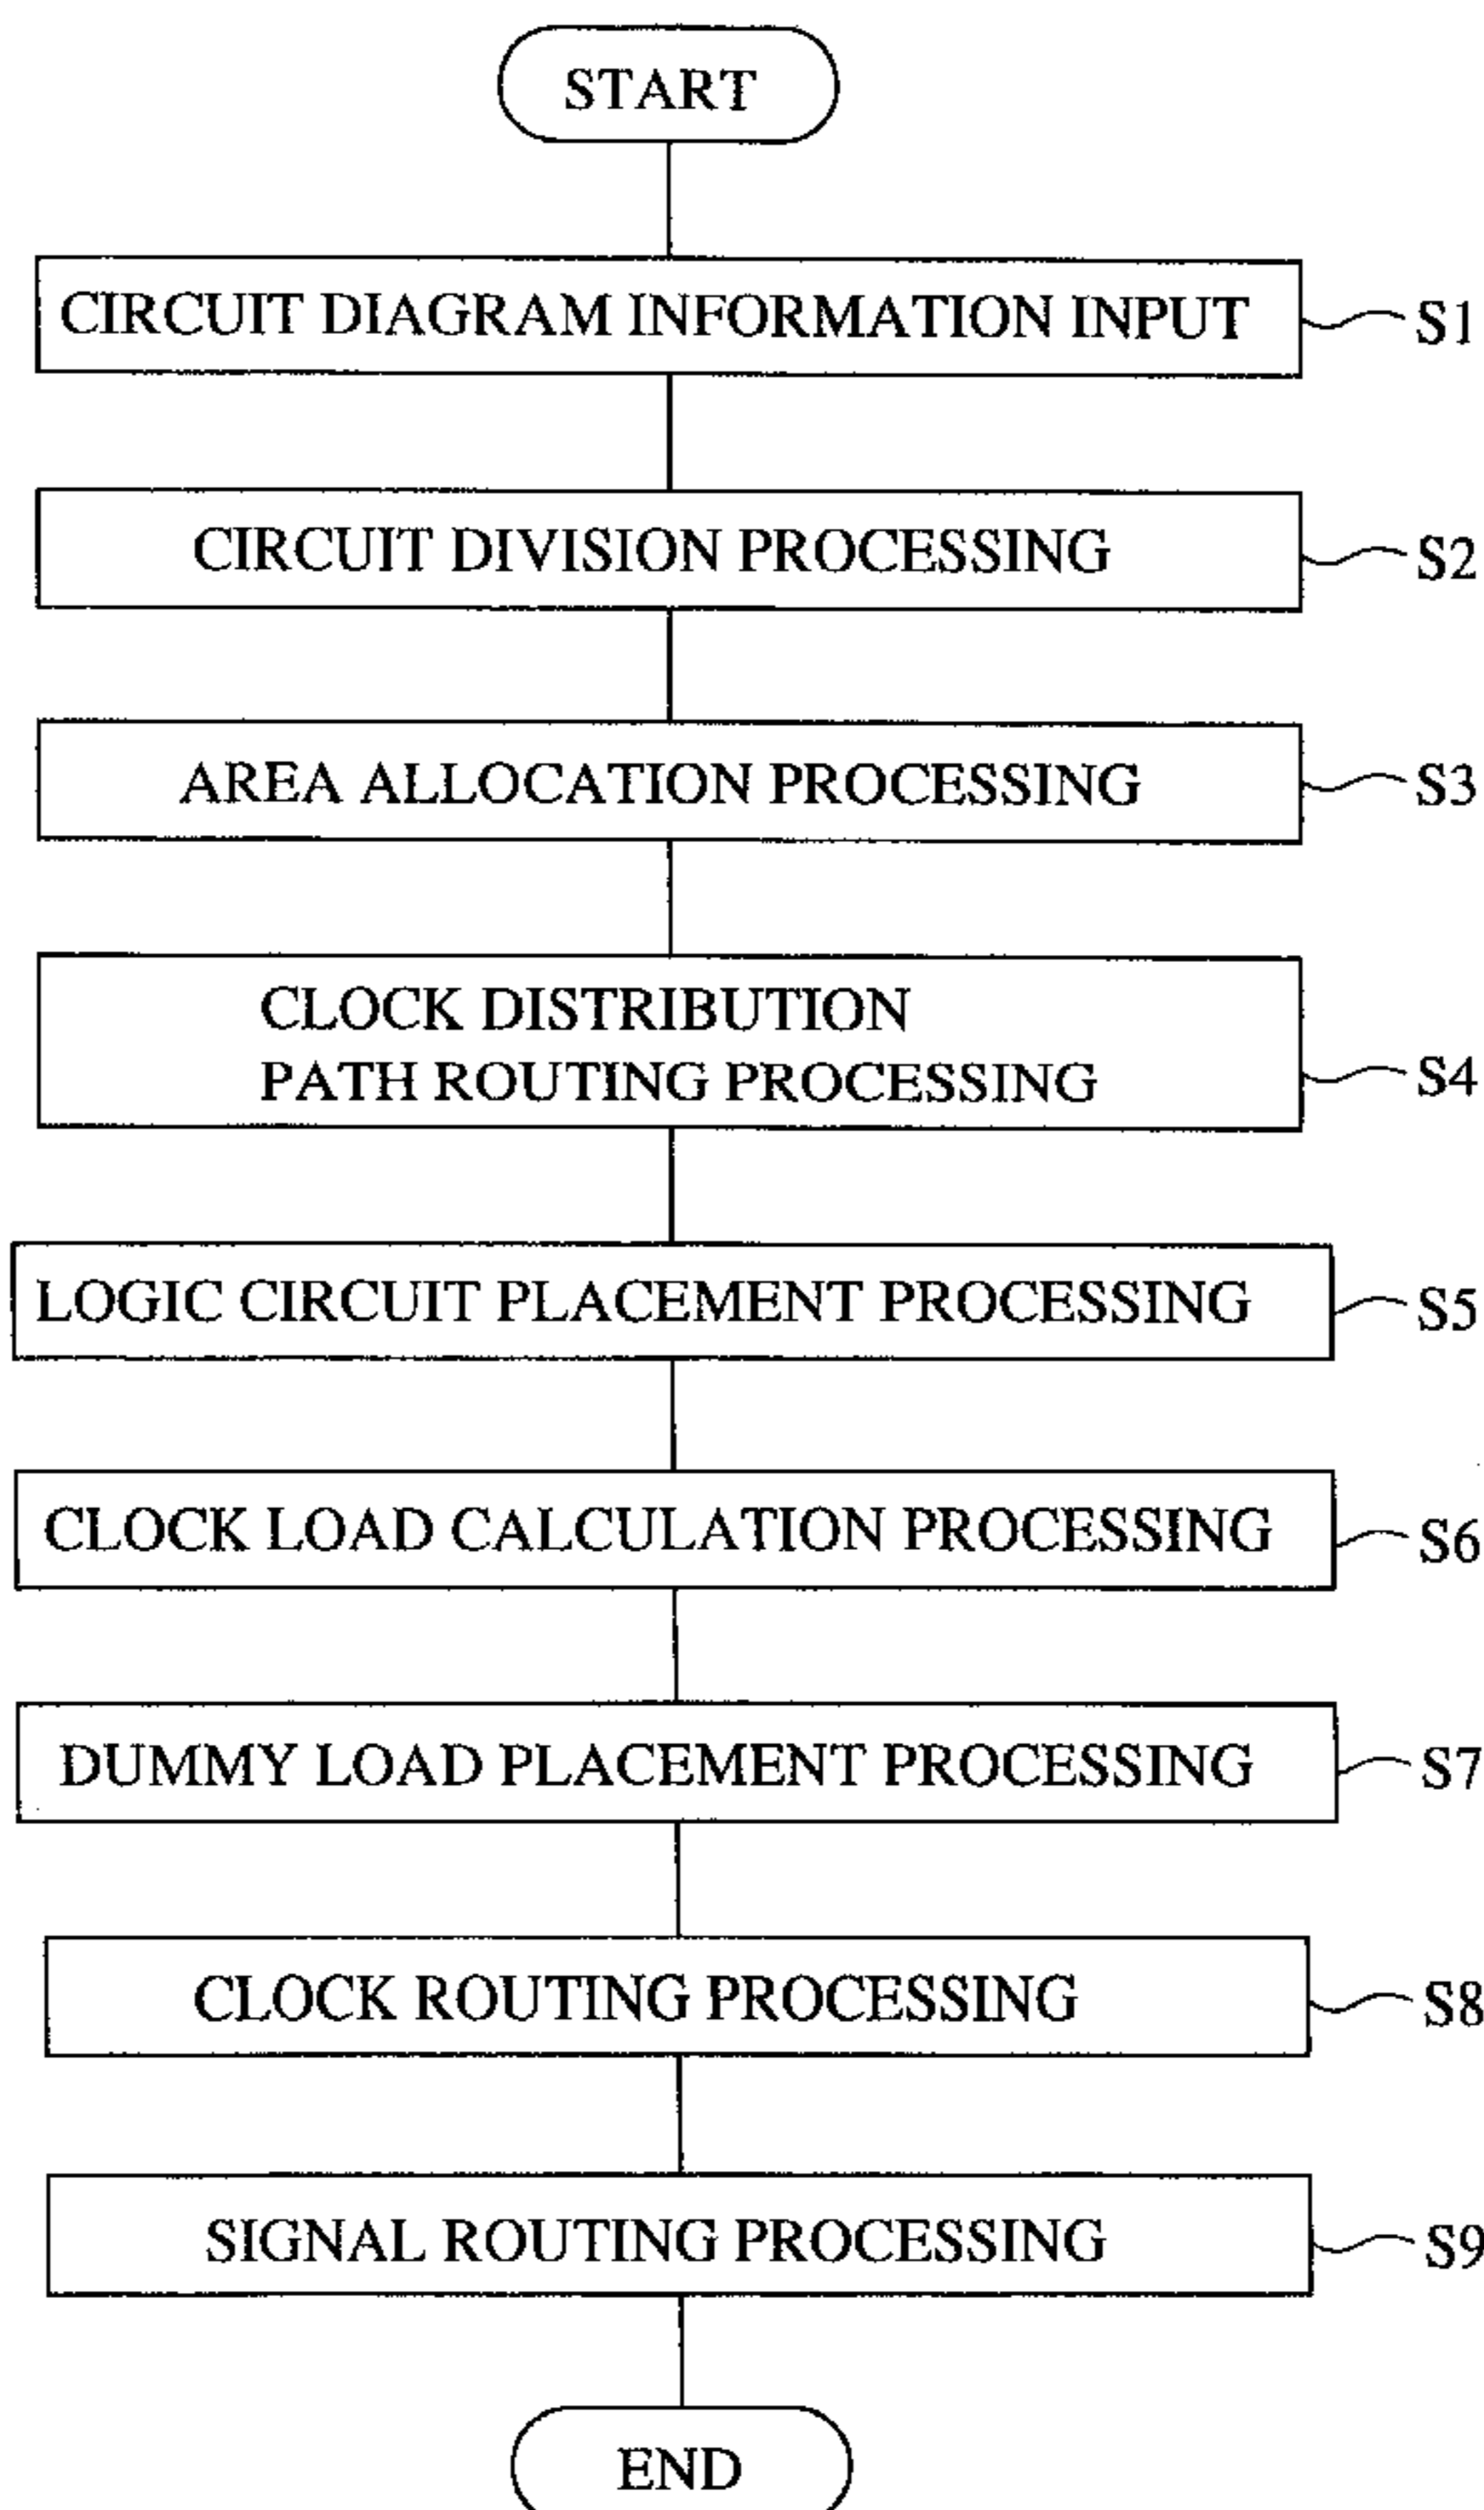 START
CIRCUIT DIAGRAM INFORMATION INPUT
S1
CIRCUIT DIVISION PROCESSING
S2
AREA ALLOCATION PROCESSING
S3
CLOCK DISTRIBUTION
PATH ROUTING PROCESSING
S4
LOGIC CIRCUIT PLACEMENT PROCESSING
S5
CLOCK LOAD CALCULATION PROCESSING
S6
DUMMY LOAD PLACEMENT PROCESSING
S7
CLOCK ROUTING PROCESSING
S8
SIGNAL ROUTING PROCESSING
S9
END